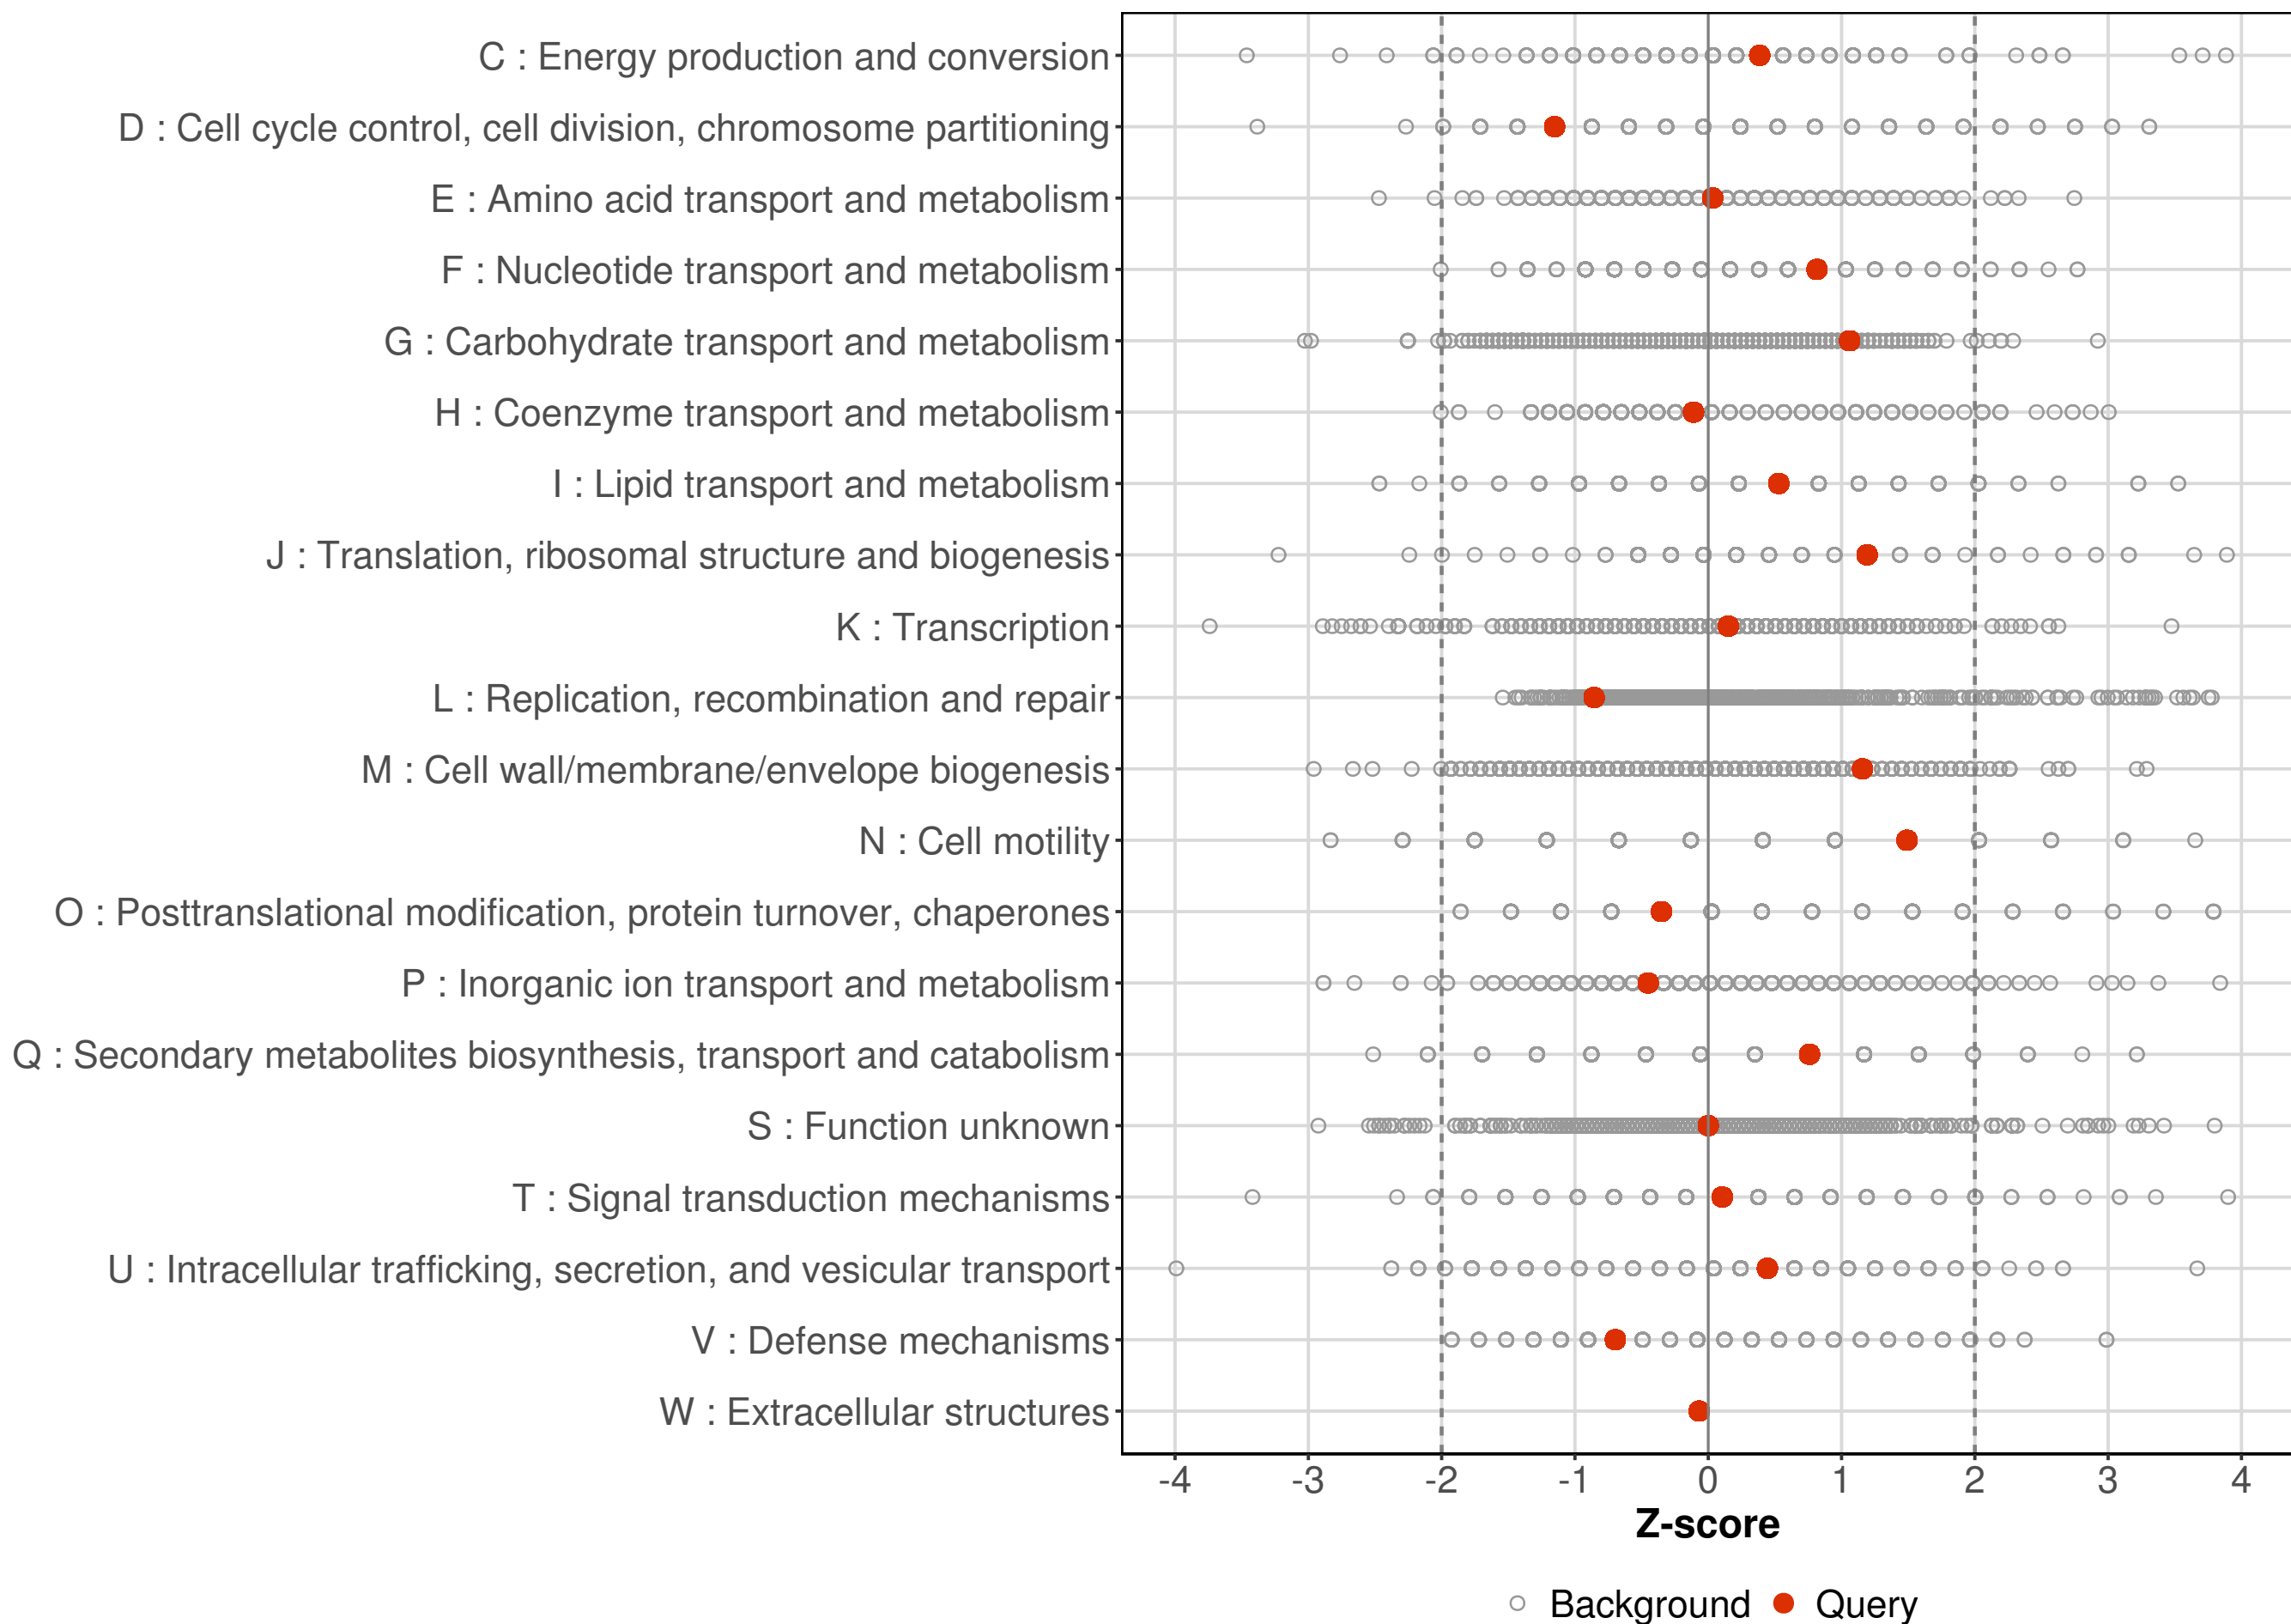 C : Energy production and conversion
D : Cell cycle control, cell division, chromosome partitioning
E : Amino acid transport and metabolism
F : Nucleotide transport and metabolism
G : Carbohydrate transport and metabolism
H : Coenzyme transport and metabolism
I : Lipid transport and metabolism
J : Translation, ribosomal structure and biogenesis
K : Transcription
L : Replication, recombination and repair
M : Cell wall/membrane/envelope biogenesis
N : Cell motility
O : Posttranslational modification, protein turnover, chaperones
P : Inorganic ion transport and metabolism
Q : Secondary metabolites biosynthesis, transport and catabolism
S : Function unknown
T : Signal transduction mechanisms
U : Intracellular trafficking, secretion, and vesicular transport
V : Defense mechanisms
W : Extracellular structures
-4 -3 -2 -1 0 1 2 3 4
Z-score
Background Query